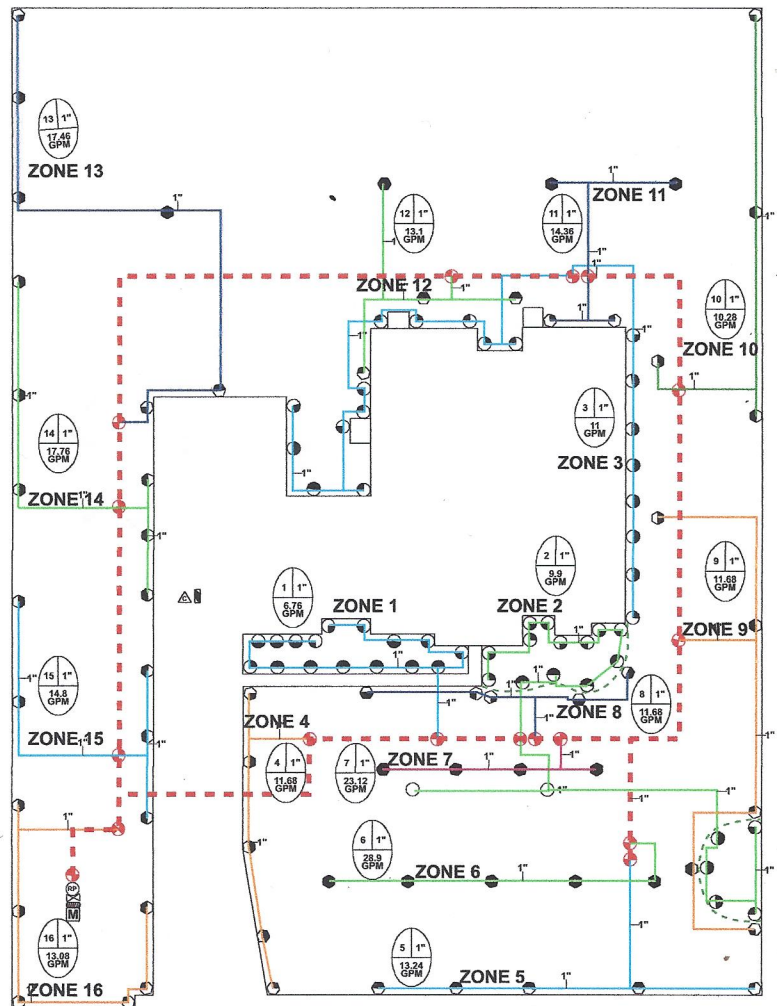 13 1"
17.46
GPM
ZONE 13
1"
1"
ZONE 11
12 1"
13.1
GPM
11 1"
14.36
GPM
1
1"
1"
ZONE 12
1"
1"
10 1"
10.28
GPM
1"
ZONE 10
1"
1"
1"
1"
3 1"
11
GPM
14 1"
17.76
GPM
ZONE 3
1"
1"
ZONE 14
1"
1"
2 1"
9.9
GPM
9 1"
11.68
GPM
C
1 1"
6.76
GPM
ZONE 1
ZONE 2
ZONE 9
1"
1"
15 1"
14.8
GPM
1"
1"
8 1"
11.68
GPM
1"
1"
ZONE 8
ZONE 4
1"
ZONE 15
1"
4 1"
11.68
GPM
7 1"
23.12
GPM
ZONE 7
1"
1"
1"
1"
1"
1"
6 1"
28.9
GPM
ZONE 6
1"
RP
M
16 1"
13.08
GPM
5 1"
13.24
GPM
ZONE 5
1"
ZONE 16